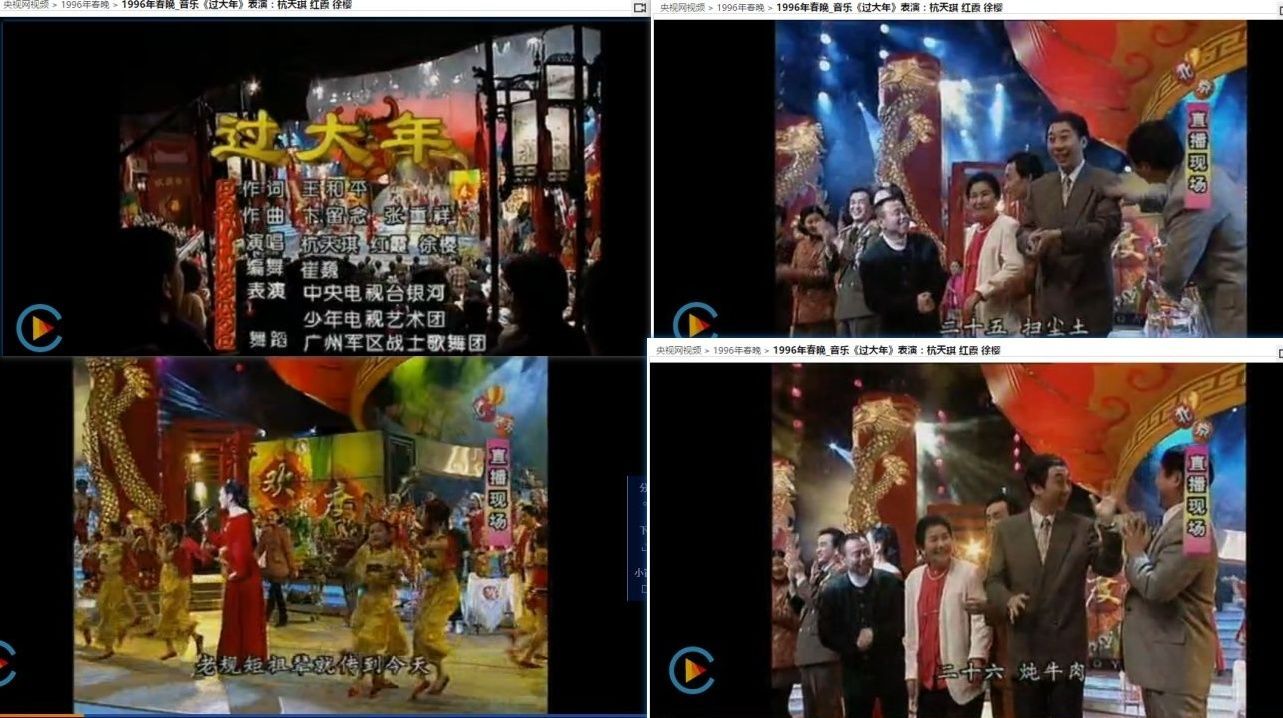 央视网视频 > 1996年春晚 > 1996年春晚_音乐《过大年》表演：杭天琪 红霞 徐樱
过大年
作词 王和平
作曲 卞留念 张重祥
演唱 杭天琪 红霞 徐樱
编舞 崔巍
表演 中央电视台银河
少年电视艺术团
舞蹈 广州军区战士歌舞团
央视网视频 > 1996年春晚 > 1996年春晚_音乐《过大年》表演：杭天琪 红霞 徐樱
北京
直播现场
二十五 扫尘土
欢度
北京
直播现场
老规矩祖辈就传到今天
央视网视频 > 1996年春晚 > 1996年春晚_音乐《过大年》表演：杭天琪 红霞 徐樱
北京
直播现场
二十六 炖牛肉